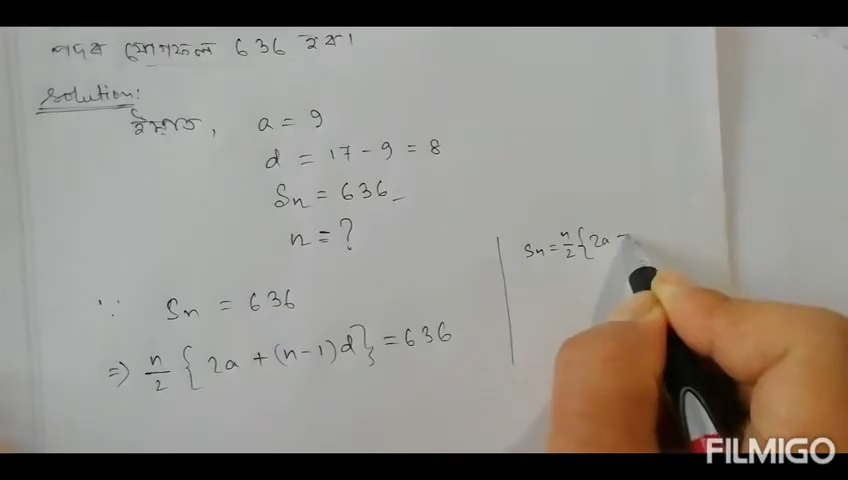 পদৰ যোগফল 636 হব।
Solution:
ইয়াত, a = 9
d = 17 - 9 = 8
Sn = 636
n = ?
∵ Sn = 636
⇒ n/2 { 2a + (n-1)d } = 636
Sn = n/2 { 2a
FILMIGO